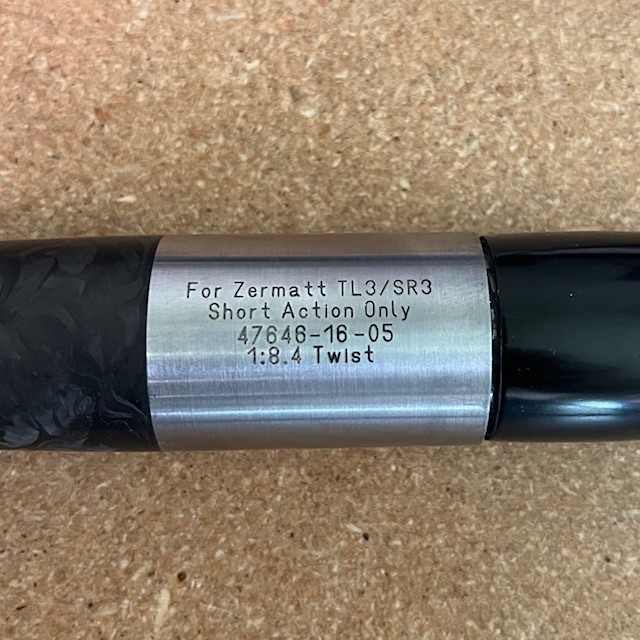 For Zermatt TL3/SR3
Short Action Only
47646-16-05
1:8.4 Twist